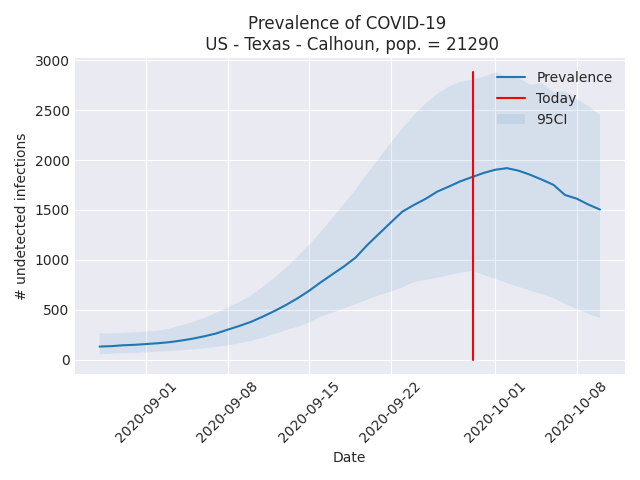 Prevalence of COVID-19
US - Texas - Calhoun, pop. = 21290
# undetected infections
3000
2500
2000
1500
1000
500
0
Prevalence
Today
95CI
2020-09-01
2020-09-08
2020-09-15
2020-09-22
2020-10-01
2020-10-08
Date